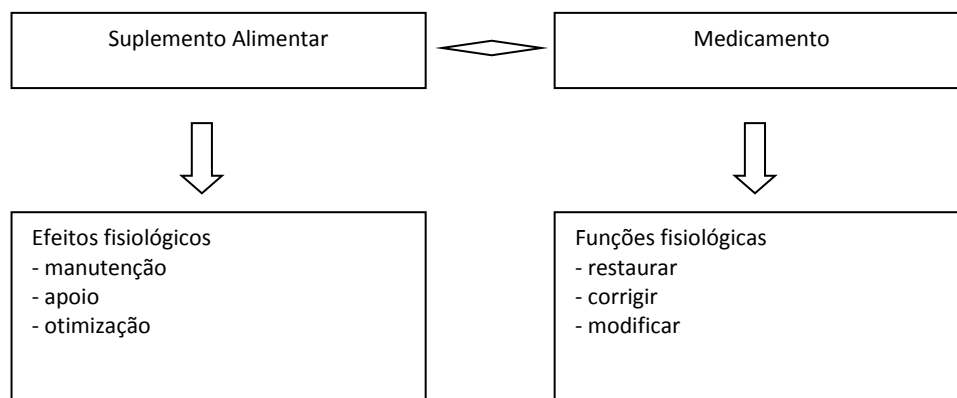 Suplemento Alimentar
Medicamento
Efeitos fisiológicos
- manutenção
- apoio
- otimização
Funções fisiológicas
- restaurar
- corrigir
- modificar